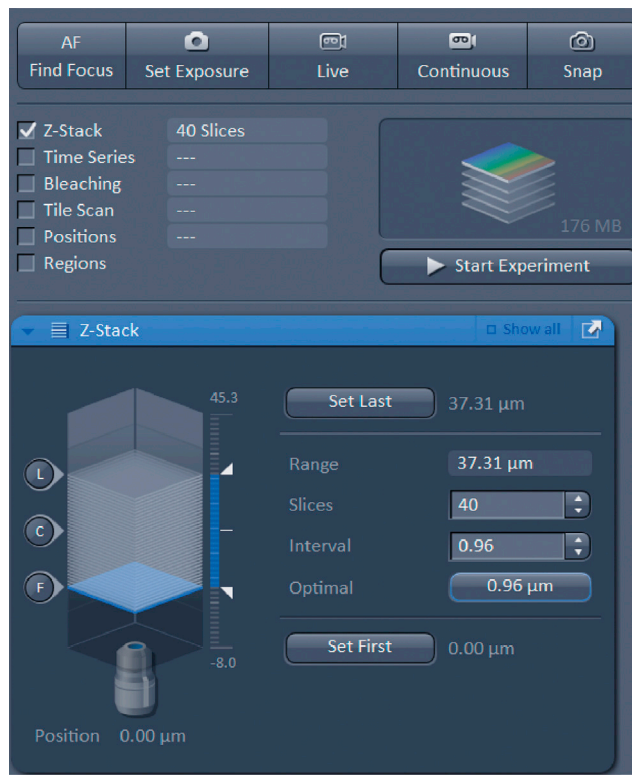 AF
Find Focus
Set Exposure
Live
Continuous
Snap
Z-Stack 40 Slices
Time Series ---
Bleaching ---
Tile Scan ---
Positions ---
Regions
176 MB
Start Experiment
Z-Stack
Show all
45.3
Set Last 37.31 µm
L
Range 37.31 µm
Slices 40
C
Interval 0.96
F
Optimal 0.96 µm
Set First 0.00 µm
-8.0
Position 0.00 µm